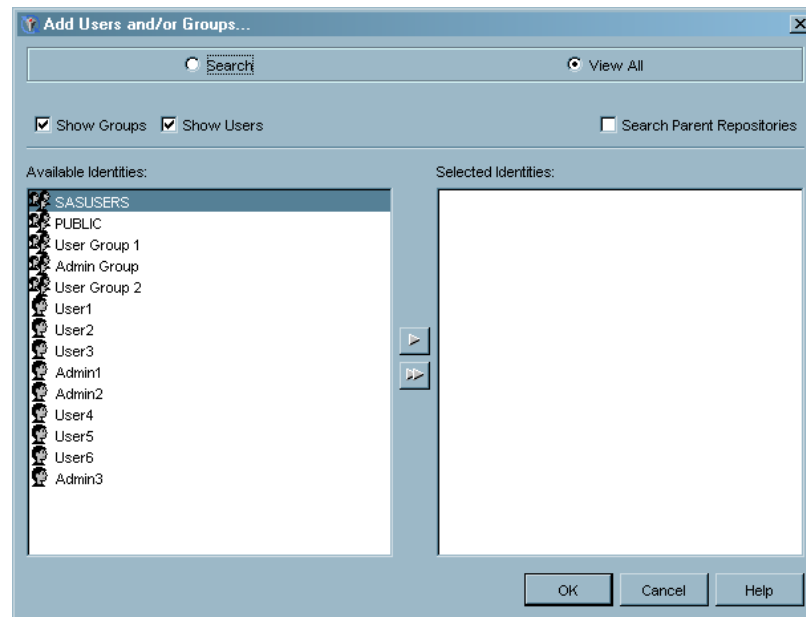 Add Users and/or Groups...
Search View All
Show Groups Show Users Search Parent Repositories
Available Identities: Selected Identities:
SASUSERS
PUBLIC
User Group 1
Admin Group
User Group 2
User1
User2
User3
Admin1
Admin2
User4
User5
User6
Admin3
OK Cancel Help